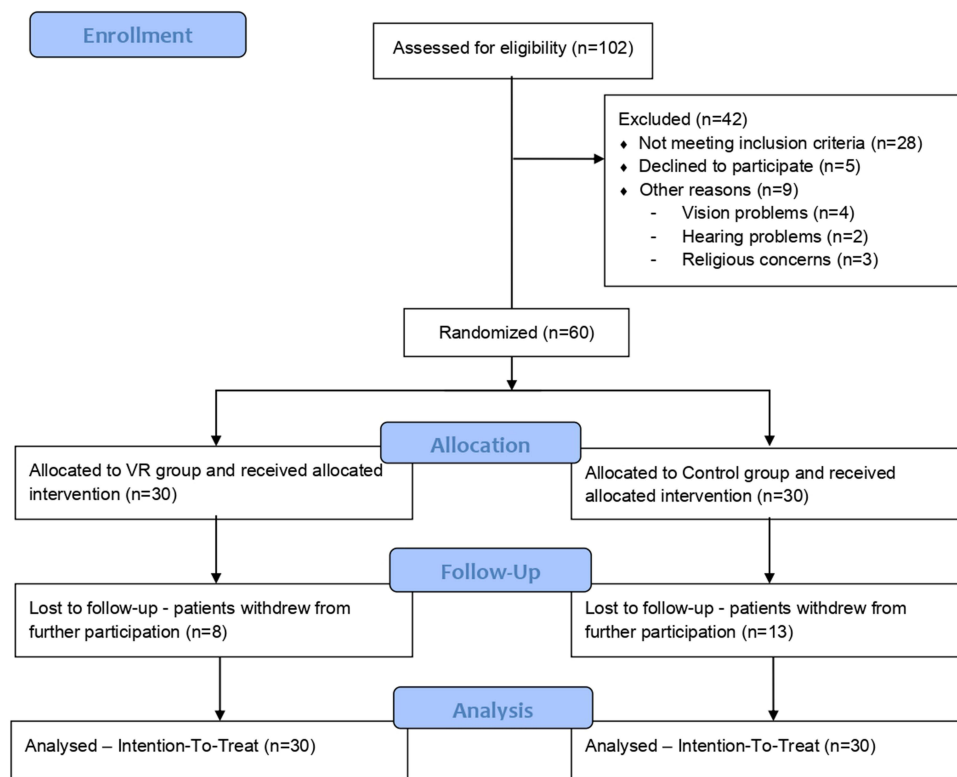 Enrollment
Assessed for eligibility (n=102)
Excluded (n=42)
♦ Not meeting inclusion criteria (n=28)
♦ Declined to participate (n=5)
♦ Other reasons (n=9)
- Vision problems (n=4)
- Hearing problems (n=2)
- Religious concerns (n=3)
Randomized (n=60)
Allocation
Allocated to VR group and received allocated
intervention (n=30)
Allocated to Control group and received
allocated intervention (n=30)
Follow-Up
Lost to follow-up - patients withdrew from
further participation (n=8)
Lost to follow-up - patients withdrew from
further participation (n=13)
Analysis
Analysed – Intention-To-Treat (n=30)
Analysed – Intention-To-Treat (n=30)